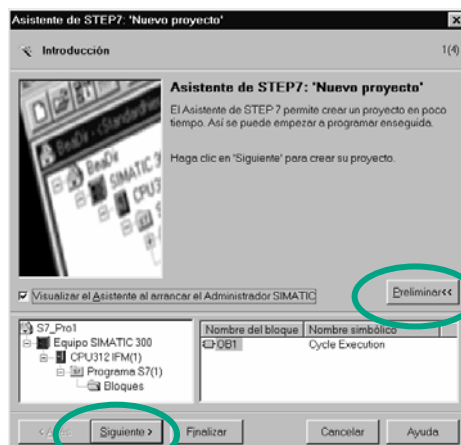 Asistente de STEP7: 'Nuevo proyecto'
Introducción 1(4)
Asistente de STEP7: 'Nuevo proyecto'
El Asistente de STEP 7 permite crear un proyecto en poco
tiempo. Así se puede empezar a programar enseguida.
Haga clic en 'Siguiente' para crear su proyecto.
BeaDir
SIMATIC 3
CPU3
Visualizar el Asistente al arrancar el Administrador SIMATIC
Preliminar<<
S7_Pro1
Equipo SIMATIC 300
CPU312 IFM(1)
Programa S7(1)
Bloques
Nombre del bloque Nombre simbólico
OB1 Cycle Execution
Siguiente > Finalizar Cancelar Ayuda